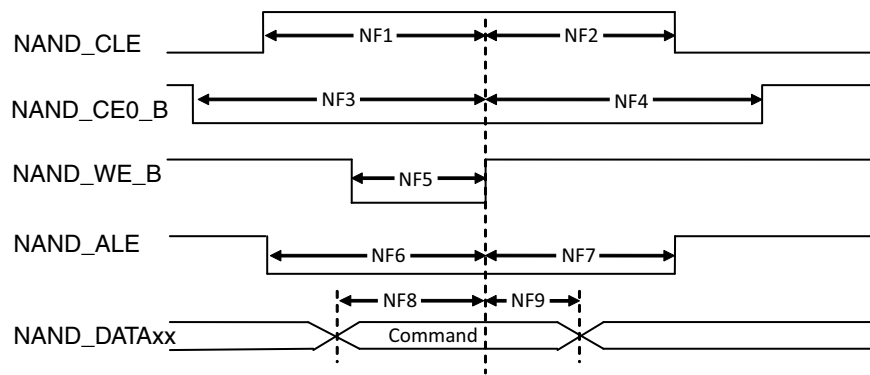 NAND_CLE NF1 NF2
NAND_CE0_B NF3 NF4
NAND_WE_B NF5
NAND_ALE NF6 NF7
NF8 NF9
NAND_DATAxx Command